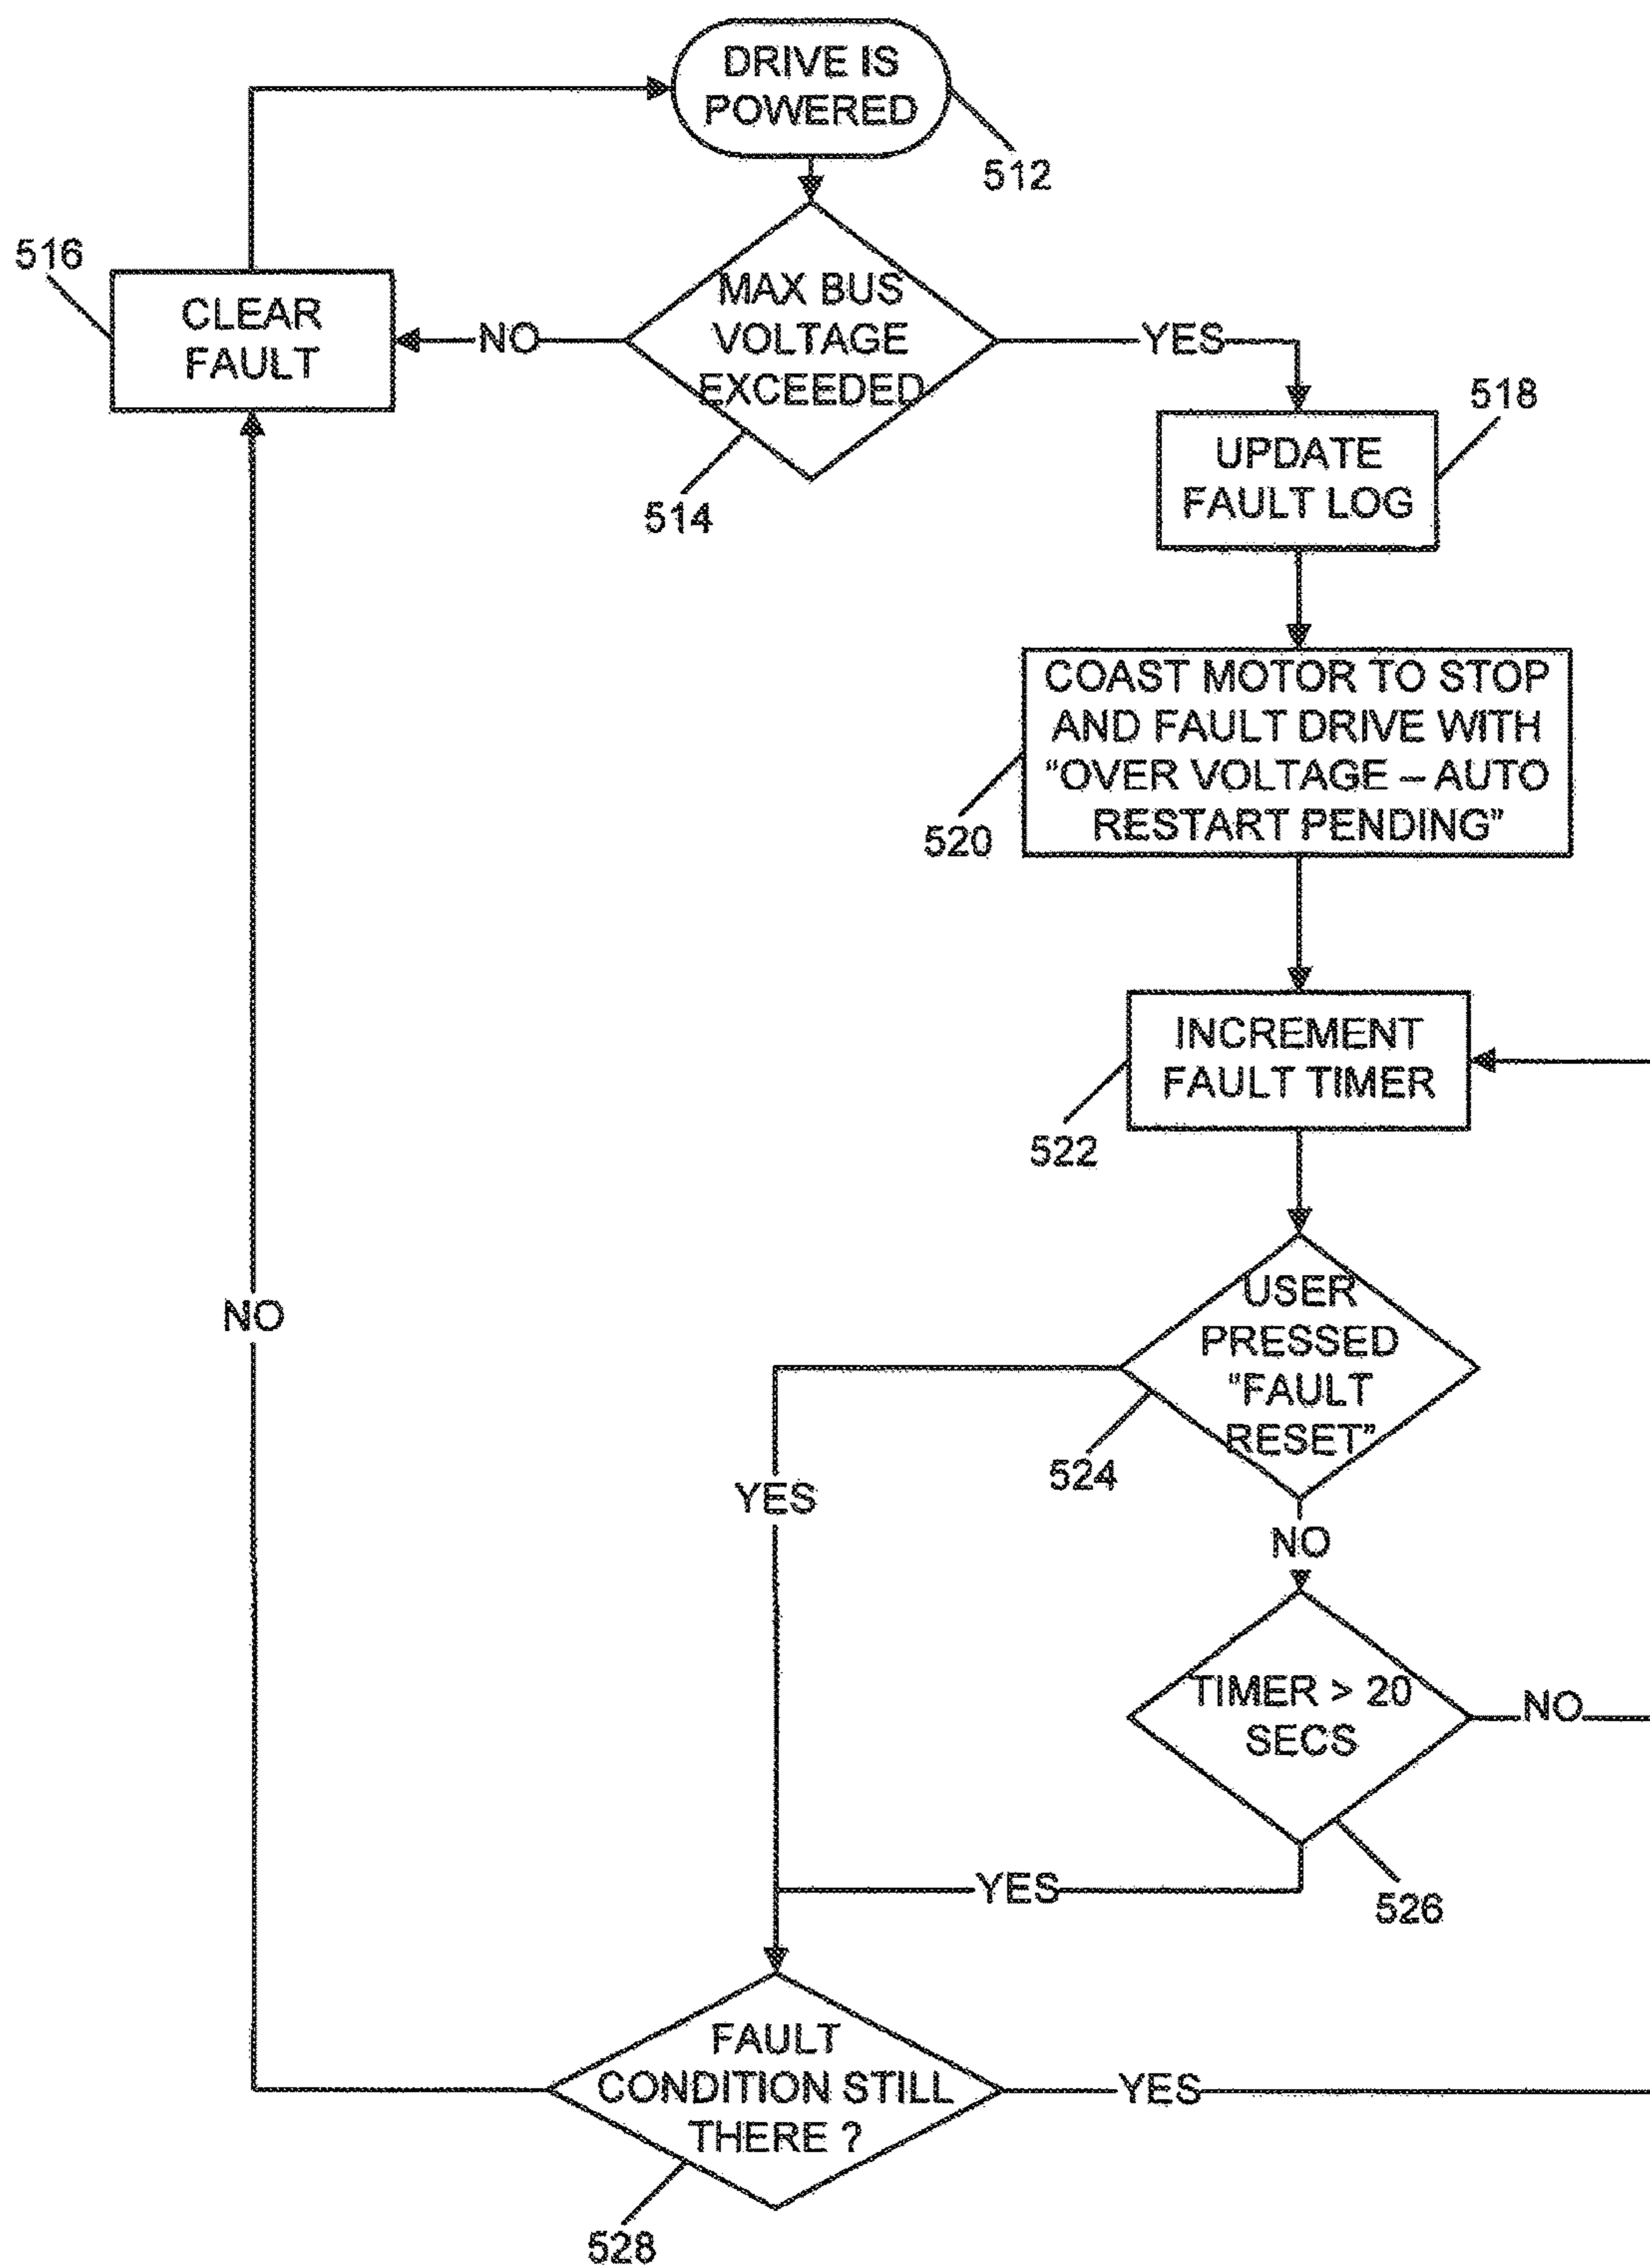 DRIVE IS
POWERED
512
516
CLEAR
FAULT
NO
MAX BUS
VOLTAGE
EXCEEDED
YES
514
518
UPDATE
FAULT LOG
COAST MOTOR TO STOP
AND FAULT DRIVE WITH
"OVER VOLTAGE – AUTO
RESTART PENDING"
520
INCREMENT
FAULT TIMER
522
USER
PRESSED
"FAULT
RESET"
524
NO
YES
NO
TIMER > 20
SECS
NO
YES
526
FAULT
CONDITION STILL
THERE ?
YES
528